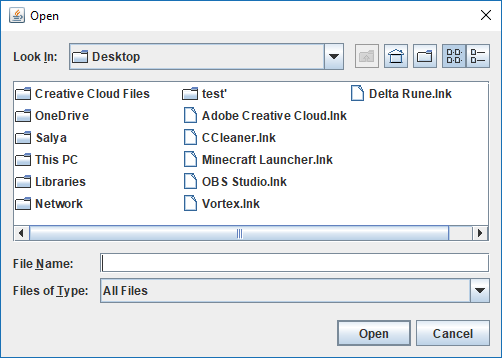 Open
Look In: Desktop
Creative Cloud Files
OneDrive
Salya
This PC
Libraries
Network
test'
Adobe Creative Cloud.lnk
CCleaner.lnk
Minecraft Launcher.lnk
OBS Studio.lnk
Vortex.lnk
Delta Rune.lnk
File Name:
Files of Type: All Files
Open Cancel